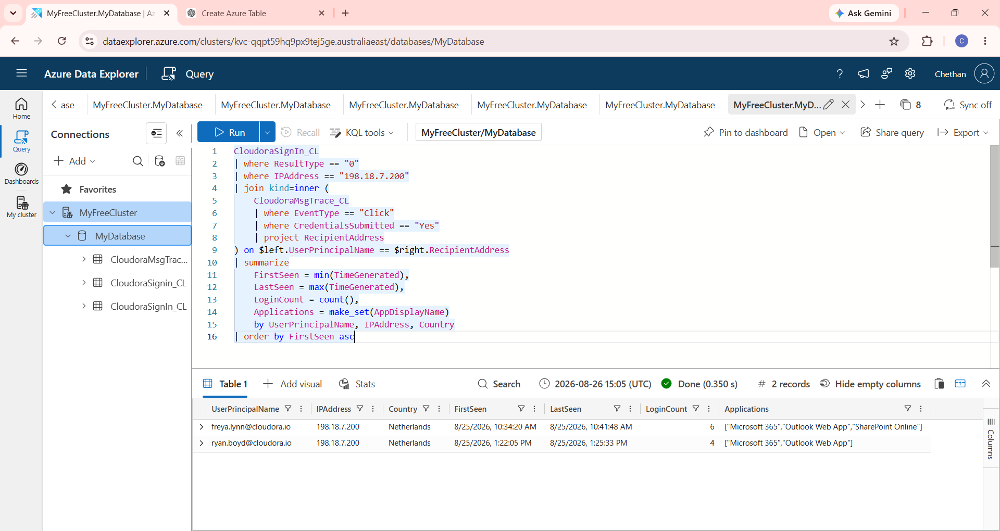 MyFreeCluster.MyDatabase | Az
Create Azure Table
Ask Gemini
dataexplorer.azure.com/clusters/kvc-qqpt59hq9px9tej5ge.australiaeast/databases/MyDatabase
C
Azure Data Explorer
Query
Chethan
Home
Query
Dashboards
My cluster
ase
MyFreeCluster.MyDatabase
MyFreeCluster.MyDatabase
MyFreeCluster.MyDatabase
MyFreeCluster.MyDatabase
MyFreeCluster.MyDatabase
MyFreeCluster.MyD...
8
Sync off
Connections
Add
Favorites
MyFreeCluster
MyDatabase
CloudoraMsgTrac...
CloudoraSignin_CL
CloudoraSignIn_CL
Run
Recall
KQL tools
MyFreeCluster/MyDatabase
Pin to dashboard
Open
Share query
Export
1 CloudoraSignIn_CL
2 | where ResultType == "0"
3 | where IPAddress == "198.18.7.200"
4 | join kind=inner (
5 CloudoraMsgTrace_CL
6 | where EventType == "Click"
7 | where CredentialsSubmitted == "Yes"
8 | project RecipientAddress
9 ) on $left.UserPrincipalName == $right.RecipientAddress
10 | summarize
11 FirstSeen = min(TimeGenerated),
12 LastSeen = max(TimeGenerated),
13 LoginCount = count(),
14 Applications = make_set(AppDisplayName)
15 by UserPrincipalName, IPAddress, Country
16 | order by FirstSeen asc
Table 1
Add visual
Stats
Search
2026-08-26 15:05 (UTC)
Done (0.350 s)
# 2 records
Hide empty columns
UserPrincipalName IPAddress Country FirstSeen LastSeen LoginCount Applications
freya.lynn@cloudora.io 198.18.7.200 Netherlands 8/25/2026, 10:34:20 AM 8/25/2026, 10:41:48 AM 6 ["Microsoft 365","Outlook Web App","SharePoint Online"]
ryan.boyd@cloudora.io 198.18.7.200 Netherlands 8/25/2026, 1:22:05 PM 8/25/2026, 1:25:33 PM 4 ["Microsoft 365","Outlook Web App"]
Columns